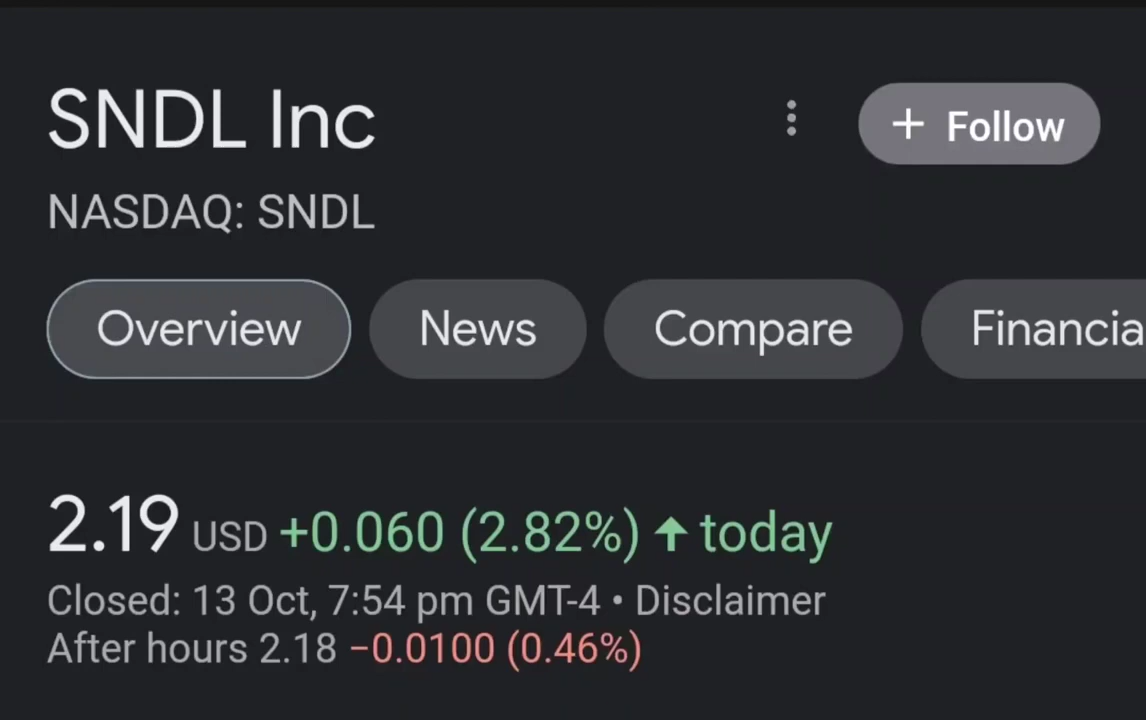 SNDL Inc
+ Follow
NASDAQ: SNDL
Overview News Compare Financia
2.19 USD +0.060 (2.82%) ↑ today
Closed: 13 Oct, 7:54 pm GMT-4 • Disclaimer
After hours 2.18 −0.0100 (0.46%)